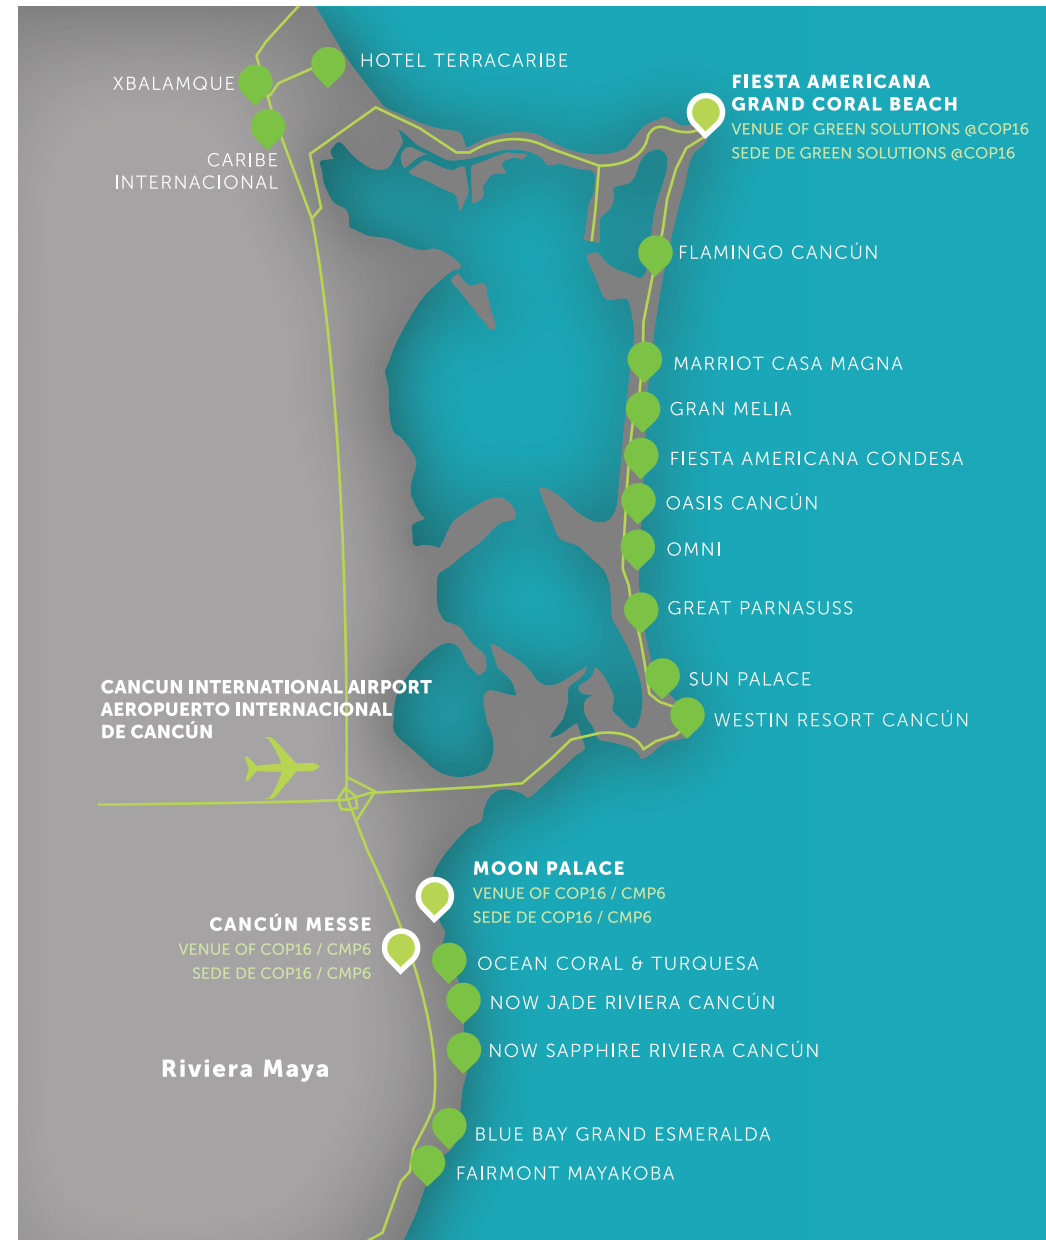 HOTEL TERRACARIBE
XBALAMQUE
CARIBE
INTERNACIONAL
FIESTA AMERICANA
GRAND CORAL BEACH
VENUE OF GREEN SOLUTIONS @COP16
SEDE DE GREEN SOLUTIONS @COP16
FLAMINGO CANCÚN
MARRIOT CASA MAGNA
GRAN MELIA
FIESTA AMERICANA CONDESA
OASIS CANCÚN
OMNI
GREAT PARNASUSS
SUN PALACE
WESTIN RESORT CANCÚN
CANCUN INTERNATIONAL AIRPORT
AEROPUERTO INTERNACIONAL
DE CANCÚN
MOON PALACE
VENUE OF COP16 / CMP6
SEDE DE COP16 / CMP6
CANCÚN MESSE
VENUE OF COP16 / CMP6
SEDE DE COP16 / CMP6
OCEAN CORAL & TURQUESA
NOW JADE RIVIERA CANCÚN
NOW SAPPHIRE RIVIERA CANCÚN
Riviera Maya
BLUE BAY GRAND ESMERALDA
FAIRMONT MAYAKOBA